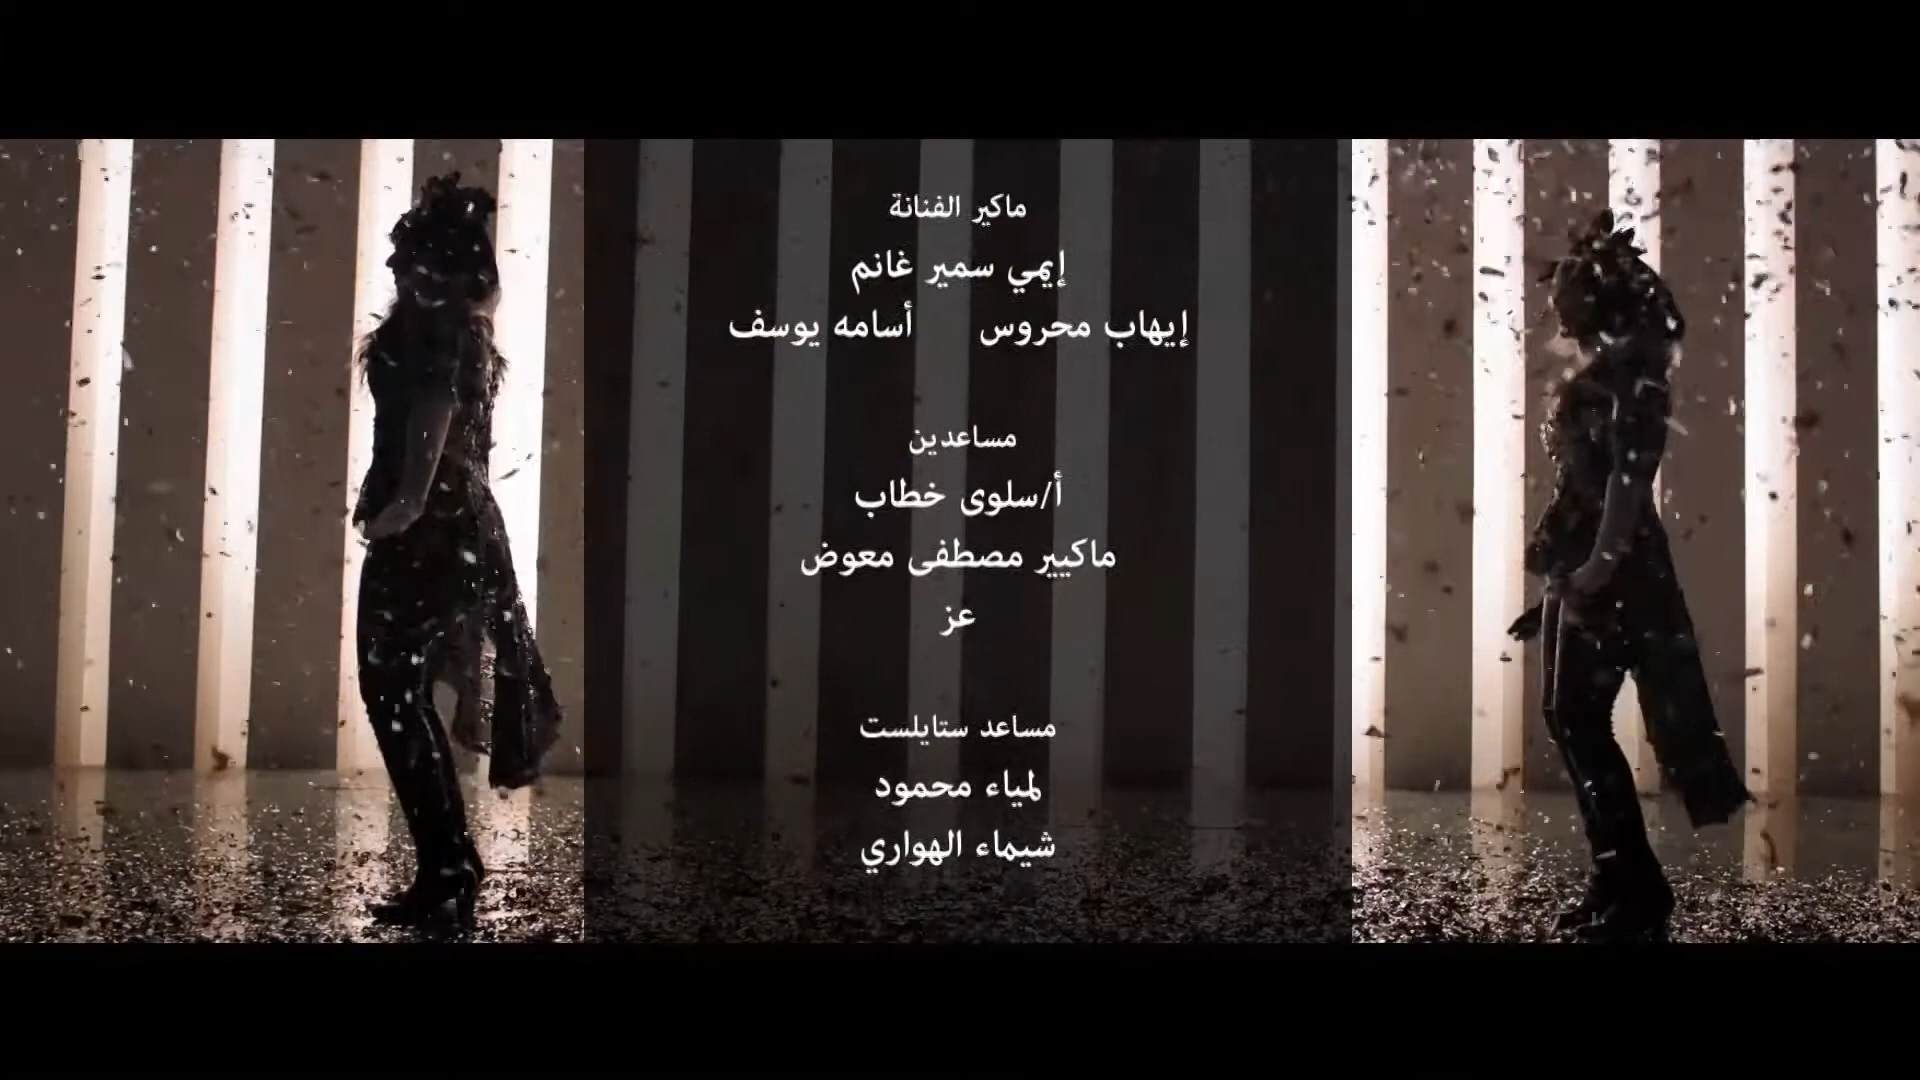 ماكير الفنانة
إيمي سمير غانم
إيهاب محروس أسامه يوسف
مساعدين
أ/سلوى خطاب
ماكيير مصطفى معوض
عز
مساعد ستايلست
لمياء محمود
شيماء الهواري